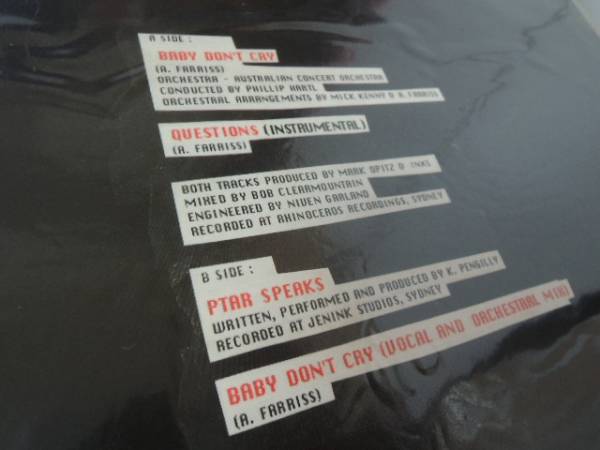 A SIDE :
BABY DON'T CRY
(A. FARRISS)
ORCHESTRA - AUSTRALIAN CONCERT ORCHESTRA
CONDUCTED BY PHILLIP HARTL
ORCHESTRAL ARRANGEMENTS BY MICK KENNY & A. FARRISS
QUESTIONS (INSTRUMENTAL)
(A. FARRISS)
BOTH TRACKS PRODUCED BY MARK OPITZ & INXS
MIXED BY BOB CLEARMOUNTAIN
ENGINEERED BY NIVEN GARLAND
RECORDED AT RHINOCEROS RECORDINGS, SYDNEY
B SIDE :
PTAR SPEAKS
WRITTEN, PERFORMED AND PRODUCED BY K. PENGILLY
RECORDED AT JENINK STUDIOS, SYDNEY
BABY DON'T CRY (VOCAL AND ORCHESTRAL MIX)
(A. FARRISS)